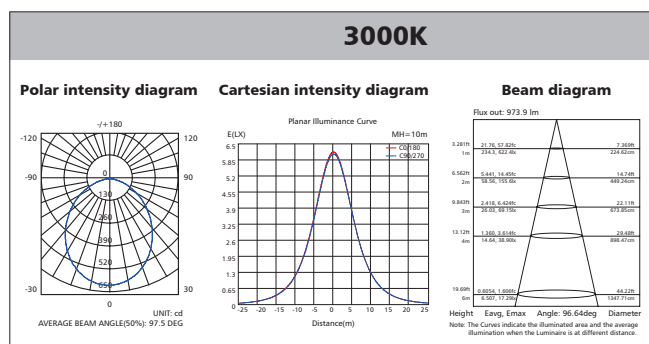 3000K
Polar intensity diagram
-/+180
-120
120
-90
90
0
130
260
390
520
650
-30
30
0
UNIT: cd
AVERAGE BEAM ANGLE(50%): 97.5 DEG
Cartesian intensity diagram
Planar Illuminance Curve
E(LX)
MH=10m
C0/180
C90/270
6.5
5.85
5.2
4.55
3.9
3.25
2.6
1.95
1.3
0.65
0
-25 -20 -15 -10 -5 0 5 10 15 20 25
Distance(m)
Beam diagram
Flux out: 973.9 lm
3.281ft 21.76, 57.82fc 7.369ft
1m 234.3, 622.4lx 224.62cm
6.562ft 5.441, 14.45fc 14.74ft
2m 58.56, 155.6lx 449.24cm
9.843ft 2.418, 6.424fc 22.11ft
3m 26.03, 69.15lx 673.85cm
13.12ft 1.360, 3.614fc 29.48ft
4m 14.64, 38.90lx 898.47cm
19.69ft 0.6054, 1.606fc 44.22ft
6m 6.507, 17.29lx 1347.71cm
Height Eavg, Emax Angle: 96.64deg Diameter
Note: The Curves indicate the illuminated area and the average
illumination when the Luminaire is at different distance.